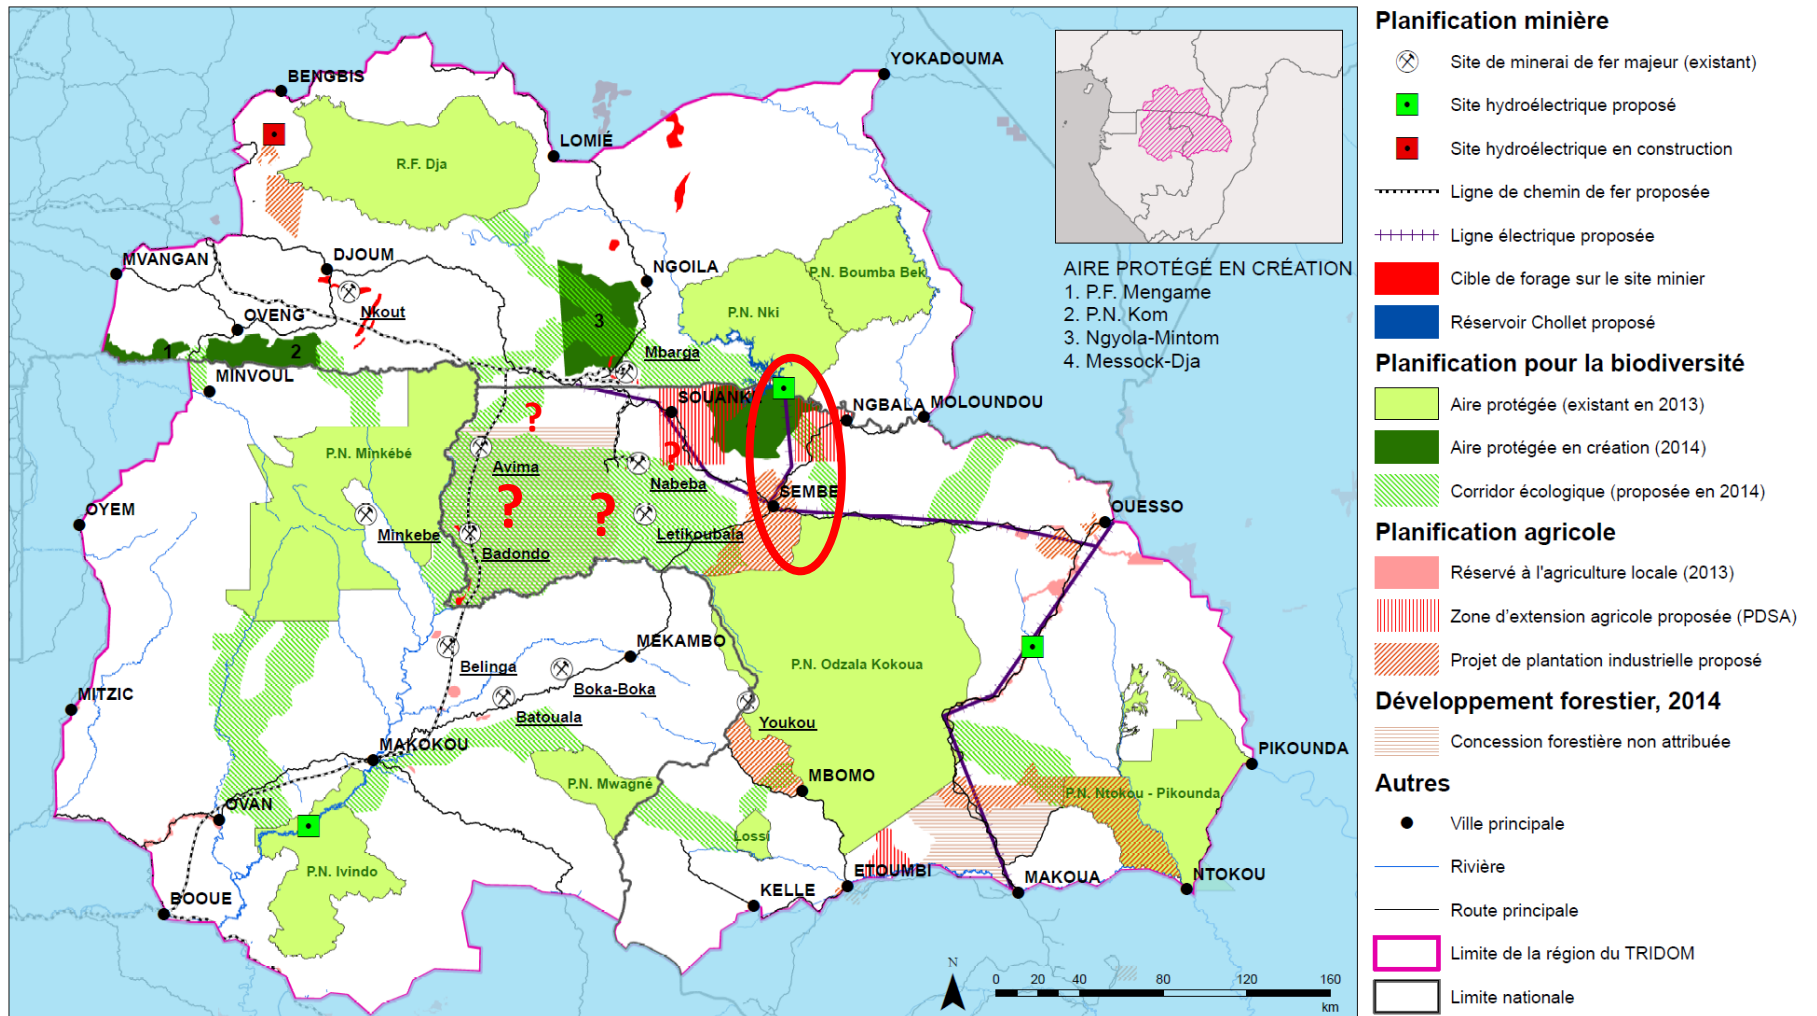 BENGBIS
YOKADOUMA
LOMIÉ
R.F. Dja
MVANGAN
DJOUM
NGOILA
P.N. Boumba Bek
Nkout
P.N. Nki
OVENG
3
1
2
Mbarga
MINVOUL
SOUANK
NGBALA
MOLOUNDOU
?
P.N. Minkébé
Avima
?
Nabeba
SEMBE
?
?
OYEM
Minkebe
Badondo
Letikoubala
OUESSO
MEKAMBO
Belinga
P.N. Odzala Kokoua
Boka-Boka
MITZIC
Batouala
Youkou
MAKOKOU
PIKOUNDA
P.N. Mwagné
MBOMO
P.N. Ntokou - Pikounda
OVAN
Lossi
P.N. Ivindo
ETOUMBI
BOOUE
KELLE
MAKOUA
NTOKOU
AIRE PROTÉGÉ EN CRÉATION
1. P.F. Mengame
2. P.N. Kom
3. Ngyola-Mintom
4. Messock-Dja
N
0 20 40 80 120 160
km
Planification minière
Site de minerai de fer majeur (existant)
Site hydroélectrique proposé
Site hydroélectrique en construction
Ligne de chemin de fer proposée
Ligne électrique proposée
Cible de forage sur le site minier
Réservoir Chollet proposé
Planification pour la biodiversité
Aire protégée (existant en 2013)
Aire protégée en création (2014)
Corridor écologique (proposée en 2014)
Planification agricole
Réservé à l'agriculture locale (2013)
Zone d'extension agricole proposée (PDSA)
Projet de plantation industrielle proposé
Développement forestier, 2014
Concession forestière non attribuée
Autres
Ville principale
Rivière
Route principale
Limite de la région du TRIDOM
Limite nationale